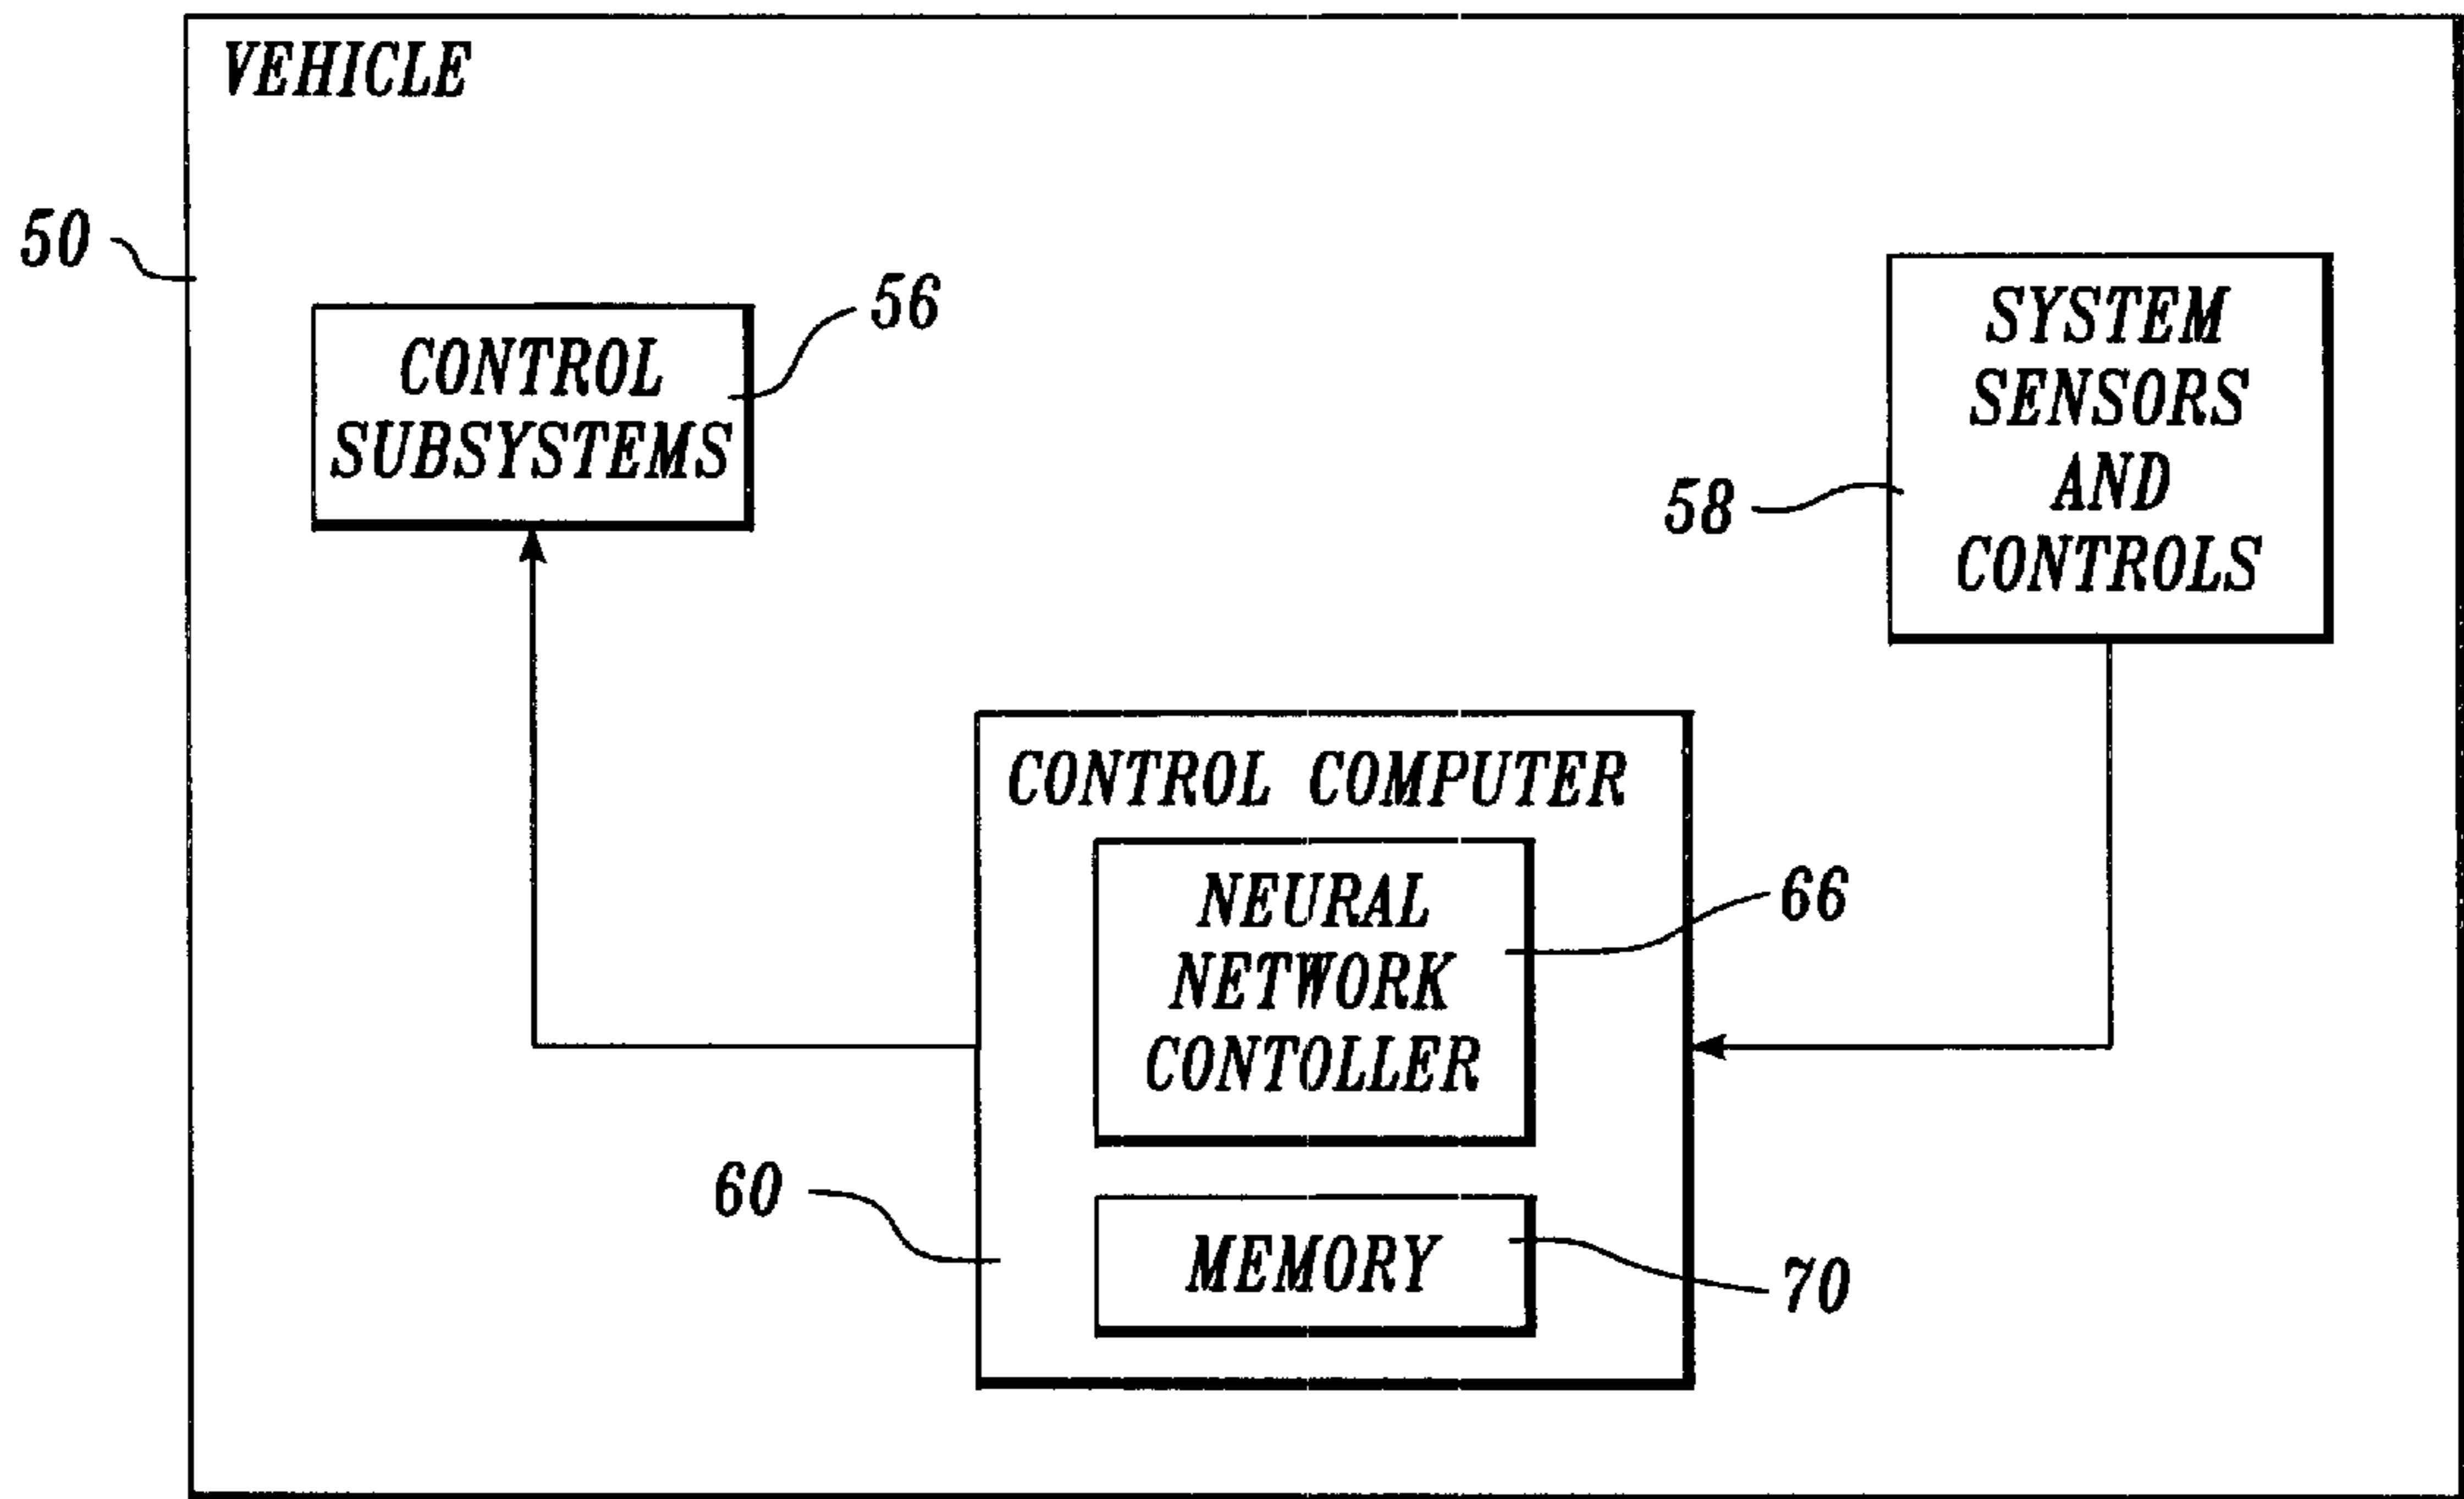 VEHICLE
50
CONTROL
SUBSYSTEMS
56
SYSTEM
SENSORS
AND
CONTROLS
58
CONTROL COMPUTER
NEURAL
NETWORK
CONTOLLER
66
60
MEMORY
70